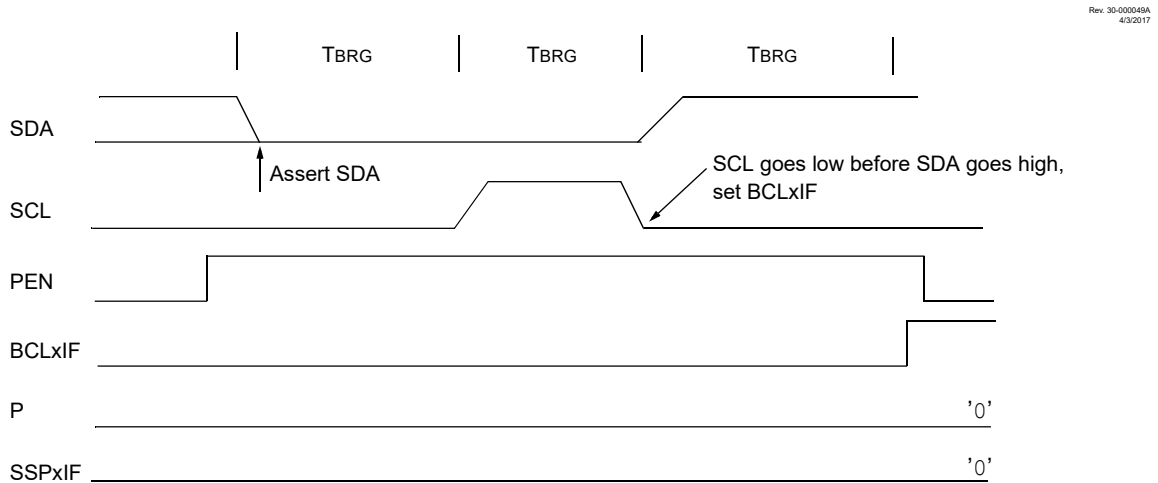 Rev. 30-000049A
4/3/2017
TBRG TBRG TBRG
SDA
Assert SDA
SCL goes low before SDA goes high,
set BCLxIF
SCL
PEN
BCLxIF
P '0'
SSPxIF '0'